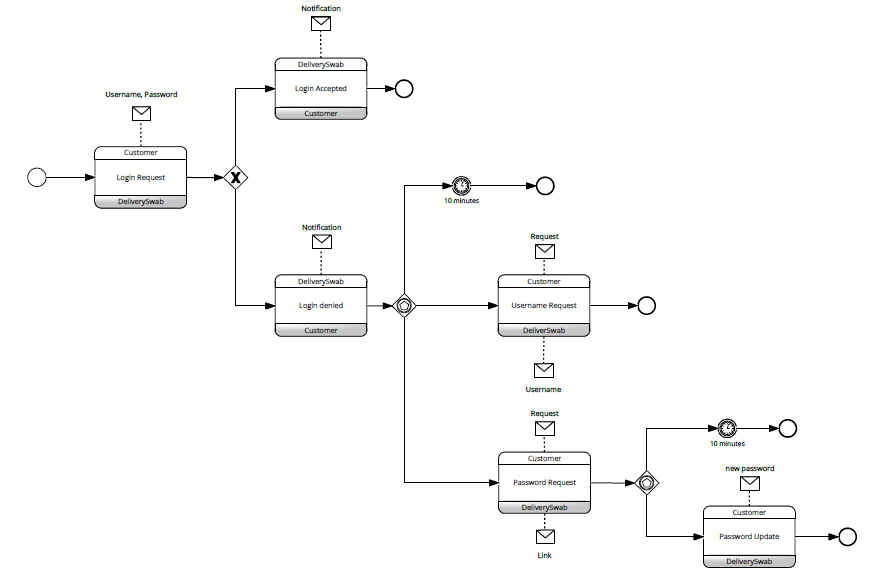 Notification
DeliverySwab
Login Accepted
Customer
Username, Password
Customer
Login Request
DeliverySwab
X
10 minutes
Notification
DeliverySwab
Login denied
Customer
Request
Customer
Username Request
DeliverSwab
Username
Request
Customer
Password Request
DeliverySwab
Link
10 minutes
new password
Customer
Password Update
DeliverySwab